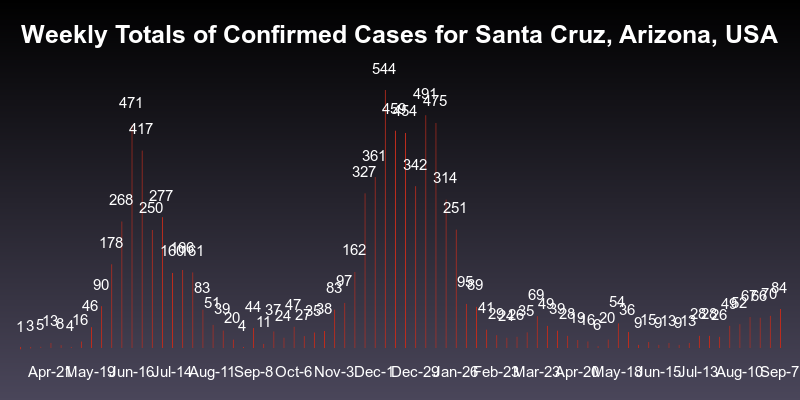 Weekly Totals of Confirmed Cases for Santa Cruz, Arizona, USA
544
471 459 454 491 475
417
361
327 342 314
268 250 277 251
178 161 162
90 83 83 97 95 89
46 51 39 44 37 47 35 38 41 69 49 39 54 36 49 52 67 66 70 84
1 3 5 13 8 4 16 20 4 11 24 27 26 35 28 19 16 6 20 9 15 9 13 9 13 28 28 26
Apr-21 May-19 Jun-16 Jul-14 Aug-11 Sep-8 Oct-6 Nov-3 Dec-1 Dec-29 Jan-26 Feb-23 Mar-23 Apr-20 May-18 Jun-15 Jul-13 Aug-10 Sep-7